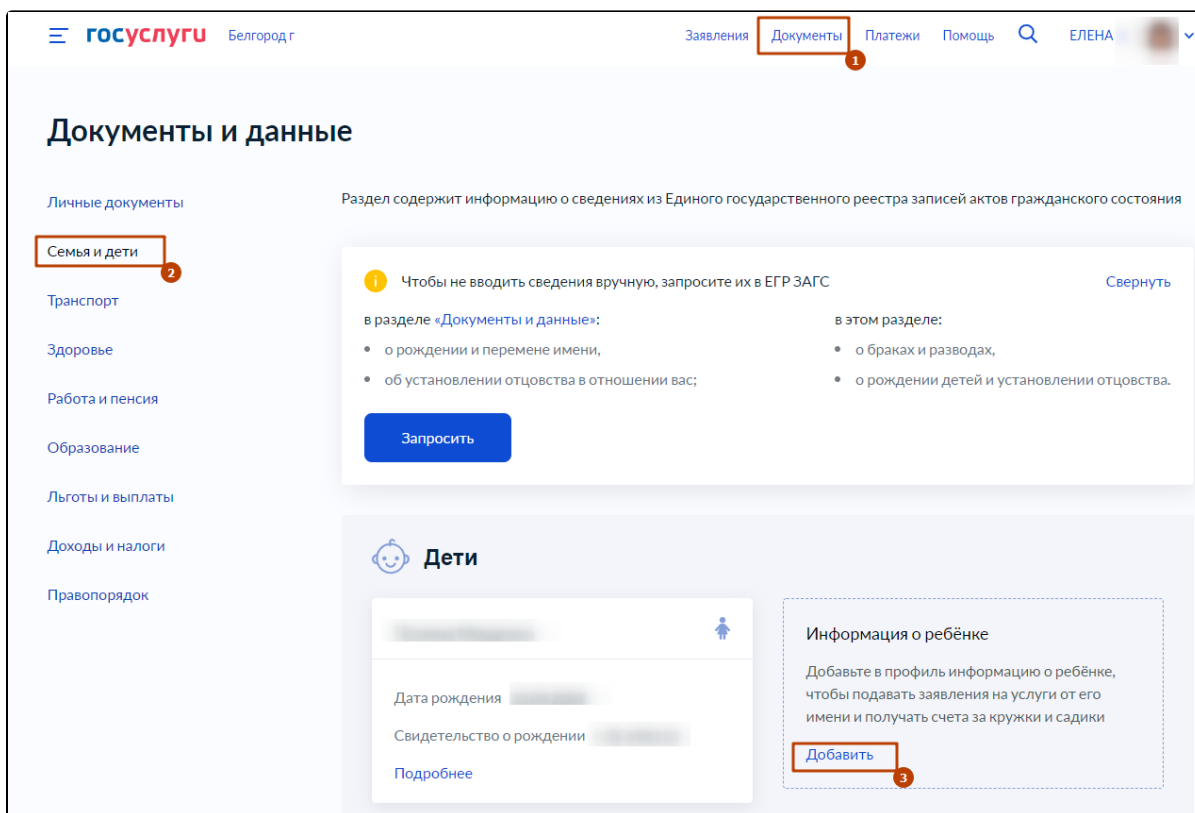 госуслуги Белгород г Заявления Документы Платежи Помощь ЕЛЕНА
1
Документы и данные
Личные документы
Семья и дети
2
Транспорт
Здоровье
Работа и пенсия
Образование
Льготы и выплаты
Доходы и налоги
Правопорядок
Раздел содержит информацию о сведениях из Единого государственного реестра записей актов гражданского состояния
Чтобы не вводить сведения вручную, запросите их в ЕГР ЗАГС Свернуть
в разделе «Документы и данные»:
• о рождении и перемене имени,
• об установлении отцовства в отношении вас;
в этом разделе:
• о браках и разводах,
• о рождении детей и установлении отцовства.
Запросить
Дети
Дата рождения
Свидетельство о рождении
Подробнее
Информация о ребёнке
Добавьте в профиль информацию о ребёнке,
чтобы подавать заявления на услуги от его
имени и получать счета за кружки и садики
Добавить
3